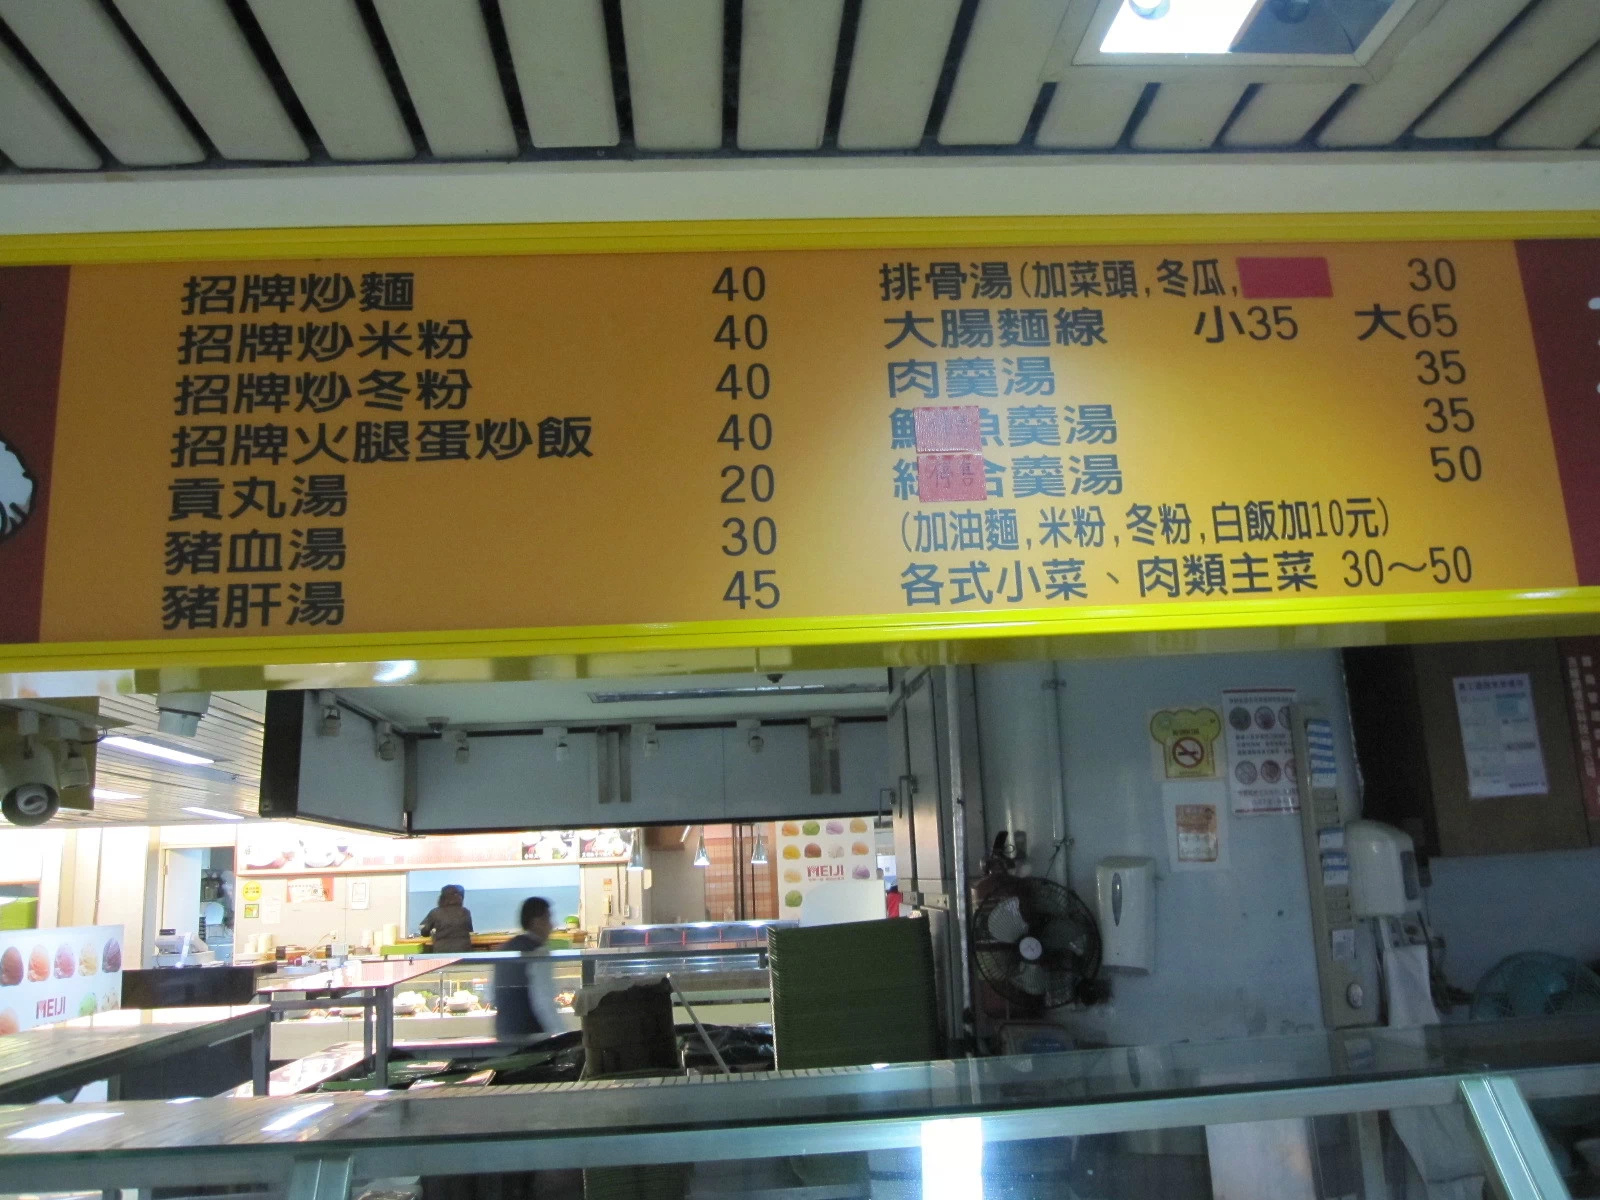 招牌炒麵 40
招牌炒米粉 40
招牌炒冬粉 40
招牌火腿蛋炒飯 40
貢丸湯 20
豬血湯 30
豬肝湯 45
排骨湯(加菜頭,冬瓜, 30
大腸麵線 小35 大65
肉羹湯 35
魚羹湯 35
停售
合羹湯 50
(加油麵,米粉,冬粉,白飯加10元)
各式小菜、肉類主菜 30～50
MEIJI
MEIJI